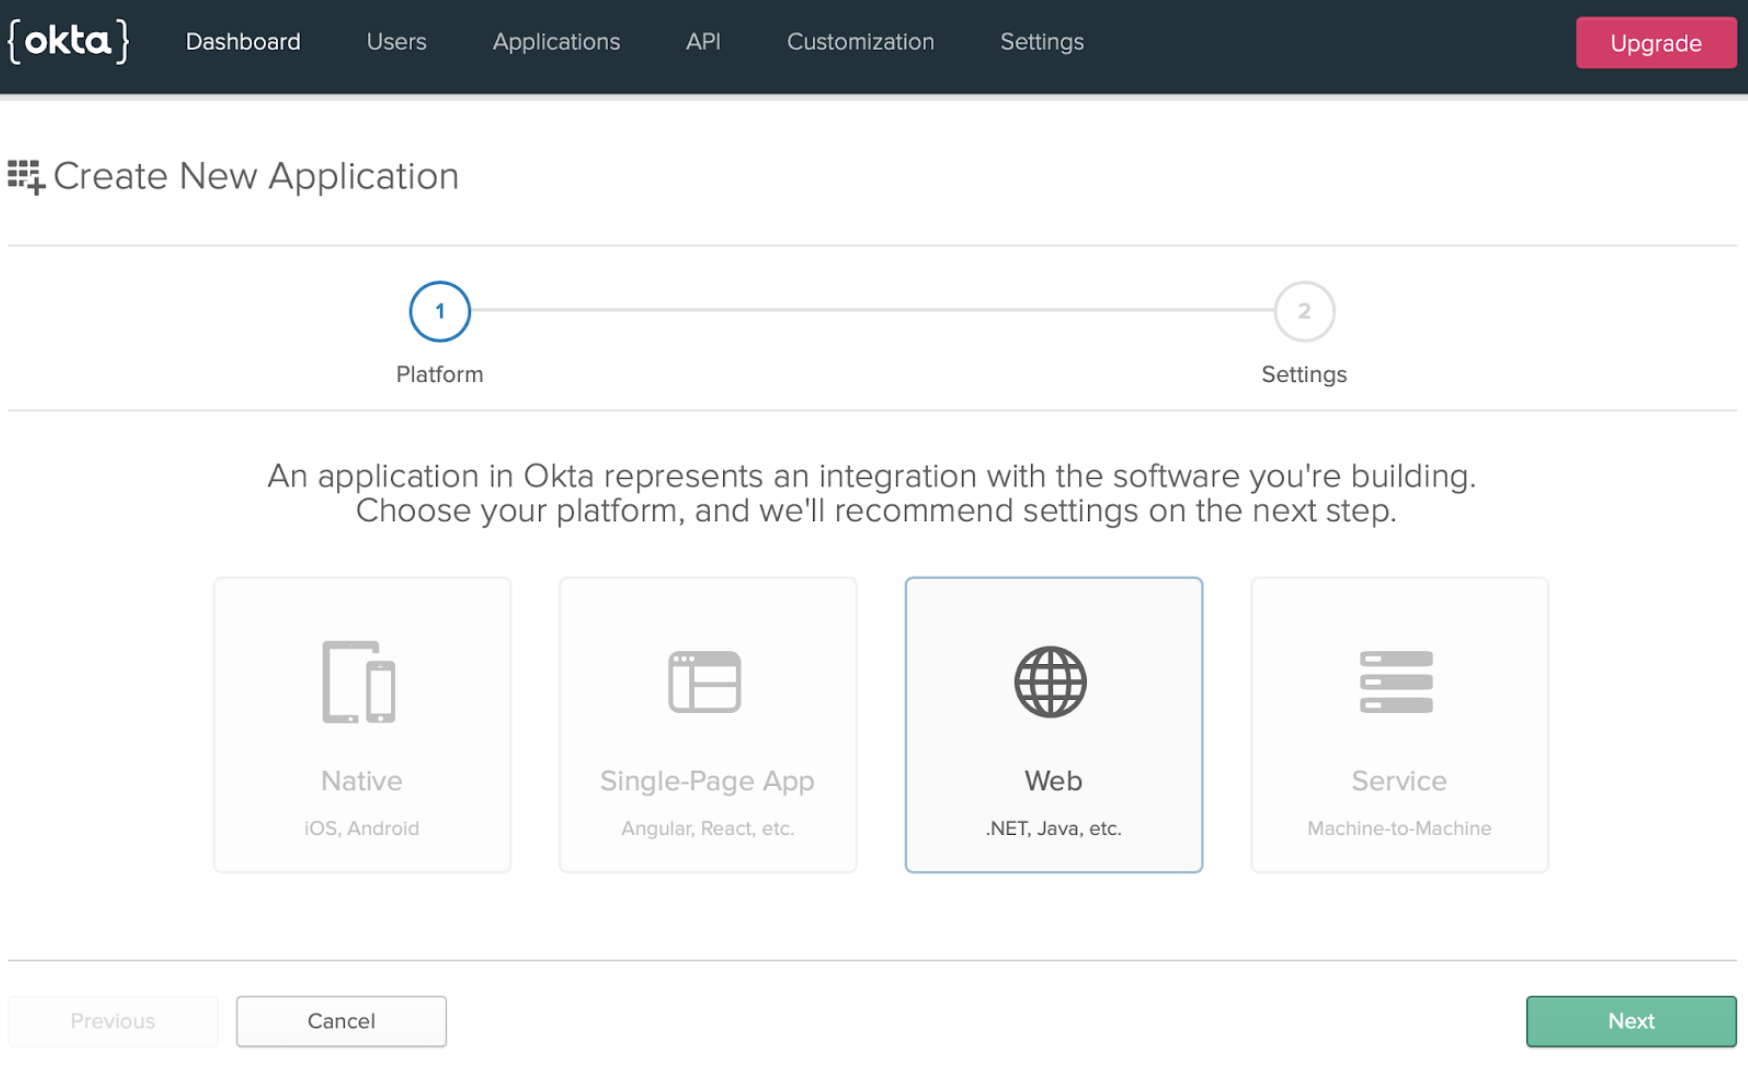 {okta}
Dashboard
Users
Applications
API
Customization
Settings
Upgrade
Create New Application
1
2
Platform
Settings
An application in Okta represents an integration with the software you're building.
Choose your platform, and we'll recommend settings on the next step.
Native
iOS, Android
Single-Page App
Angular, React, etc.
Web
.NET, Java, etc.
Service
Machine-to-Machine
Previous
Cancel
Next